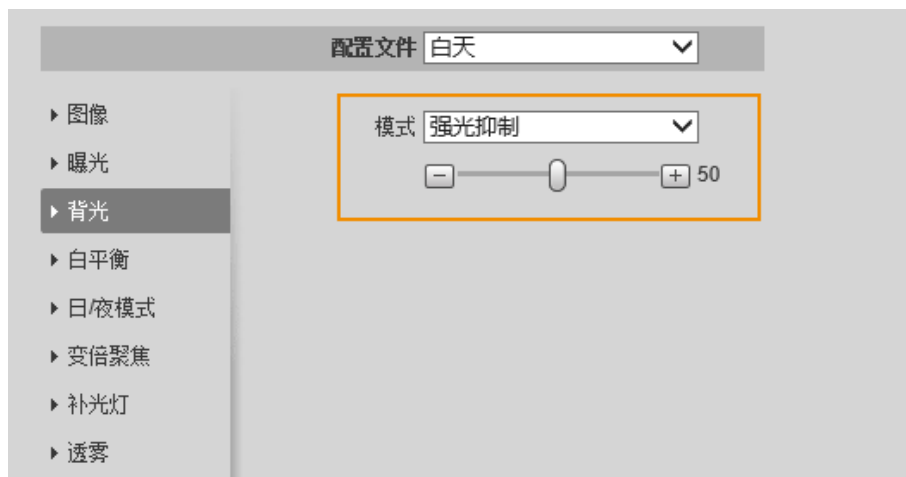 配置文件 白天
图像
模式 强光抑制
曝光
50
背光
白平衡
日/夜模式
变倍聚焦
补光灯
透雾